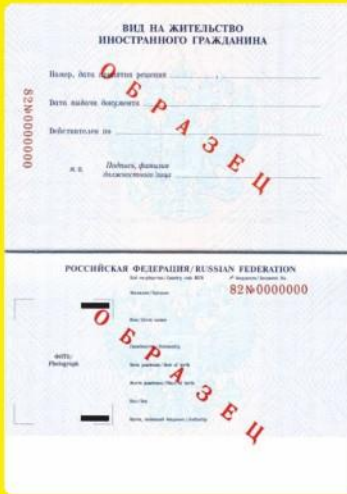 ВИД НА ЖИТЕЛЬСТВО
ИНОСТРАННОГО ГРАЖДАНИНА
Номер, дата принятия решения
Дата выдачи документа
Действителен по
82№0000000
М. П.
Подпись, фамилия
должностного лица
ОБРАЗЕЦ
РОССИЙСКАЯ ФЕДЕРАЦИЯ/RUSSIAN FEDERATION
82№0000000
Фото/
Photograph
ОБРАЗЕЦ